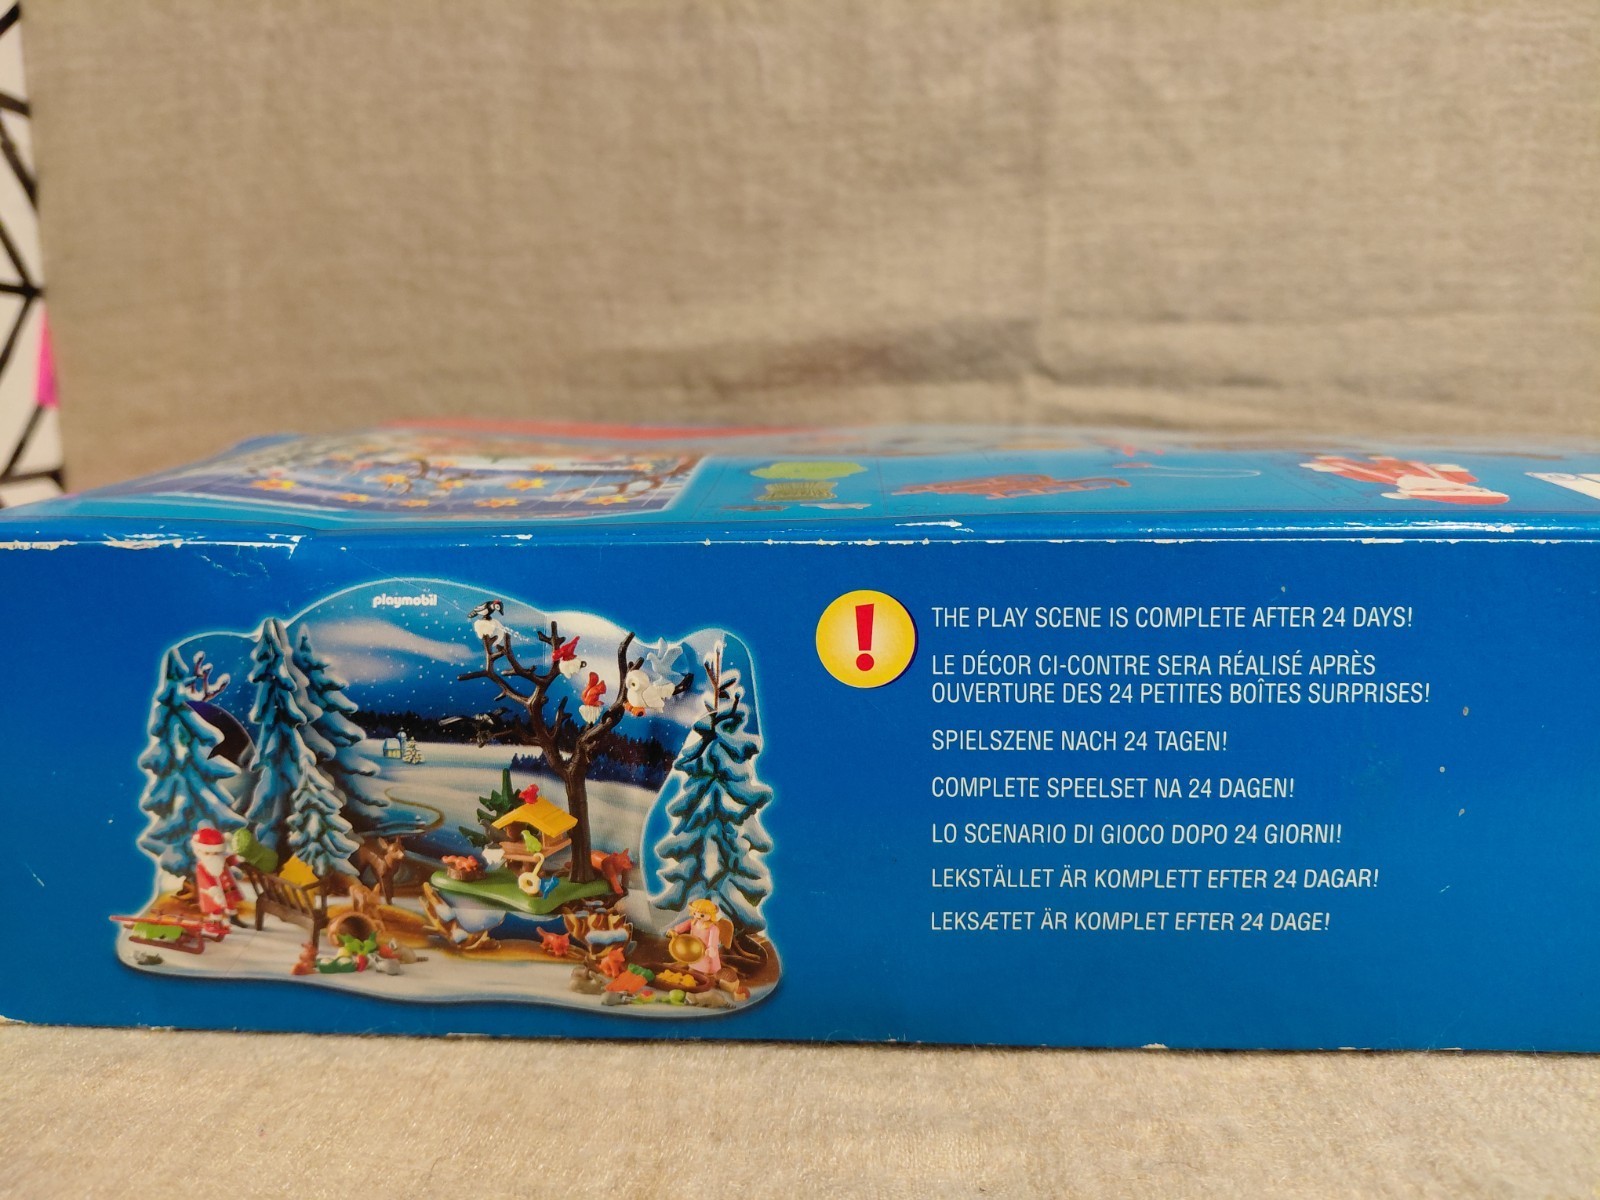 playmobil
THE PLAY SCENE IS COMPLETE AFTER 24 DAYS!
LE DÉCOR CI-CONTRE SERA RÉALISÉ APRÈS
OUVERTURE DES 24 PETITES BOÎTES SURPRISES!
SPIELSZENE NACH 24 TAGEN!
COMPLETE SPEELSET NA 24 DAGEN!
LO SCENARIO DI GIOCO DOPO 24 GIORNI!
LEKSTÄLLET ÄR KOMPLETT EFTER 24 DAGAR!
LEKSÆTET ÄR KOMPLET EFTER 24 DAGE!